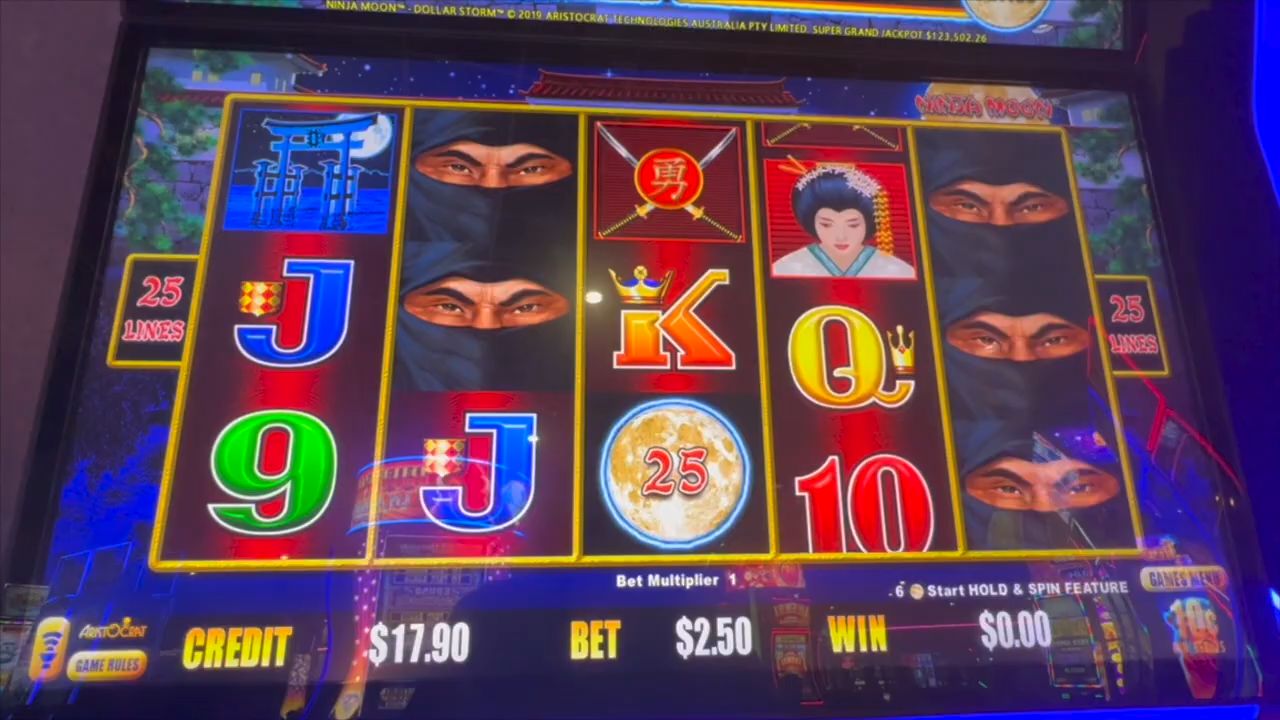 NINJA MOON™ - DOLLAR STORM™ © 2019 ARISTOCRAT TECHNOLOGIES AUSTRALIA PTY LIMITED. SUPER GRAND JACKPOT $123,502.26
NINJA MOON
勇
25 LINES
J
K
Q
25 LINES
9
J
25
10
Bet Multiplier 1
6 Start HOLD & SPIN FEATURE
GAMES MENU
ARISTOCRAT
GAME RULES
CREDIT $17.90 BET $2.50 WIN $0.00
10¢